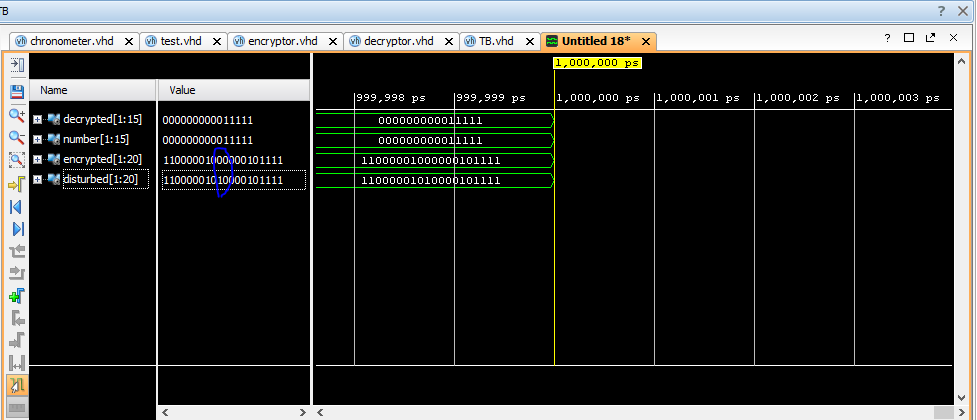 TB
?
chronometer.vhd
test.vhd
encryptor.vhd
decryptor.vhd
TB.vhd
Untitled 18*
?
1,000,000 ps
Name
Value
999,998 ps
999,999 ps
1,000,000 ps
1,000,001 ps
1,000,002 ps
1,000,003 ps
decrypted[1:15]
000000000011111
000000000011111
number[1:15]
000000000011111
000000000011111
encrypted[1:20]
11000001000000101111
11000001000000101111
disturbed[1:20]
11000001010000101111
11000001010000101111